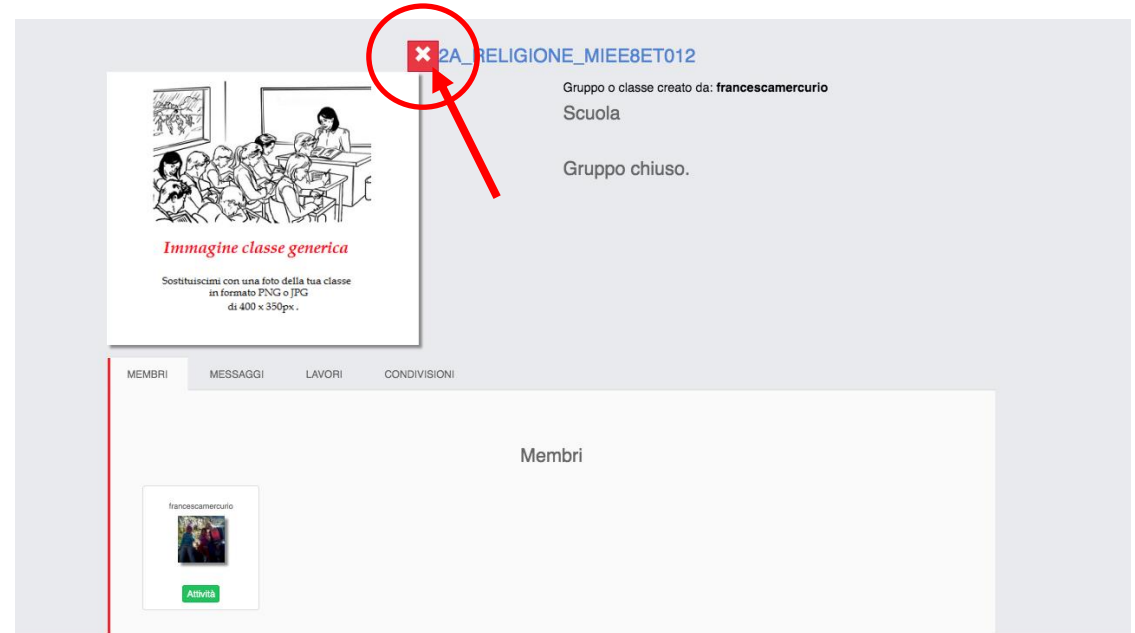 2A_RELIGIONE_MIEE8ET012
Gruppo o classe creato da: francescamercurio
Scuola
Gruppo chiuso.
Immagine classe generica
Sostituiscimi con una foto della tua classe
in formato PNG o JPG
di 400 x 350px .
MEMBRI MESSAGGI LAVORI CONDIVISIONI
Membri
francescamercurio
Attività